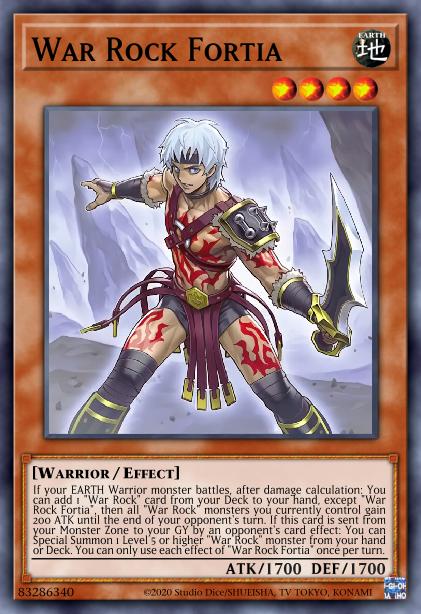 War Rock Fortia
EARTH
地
[Warrior/Effect]
If your EARTH Warrior monster battles, after damage calculation: You
can add 1 "War Rock" card from your Deck to your hand, except "War
Rock Fortia", then all "War Rock" monsters you currently control gain
200 ATK until the end of your opponent's turn. If this card is sent from
your Monster Zone to your GY by an opponent's card effect: You can
Special Summon 1 Level 5 or higher "War Rock" monster from your hand
or Deck. You can only use each effect of "War Rock Fortia" once per turn.
ATK/1700 DEF/1700
83286340
©2020 Studio Dice/SHUEISHA, TV TOKYO, KONAMI